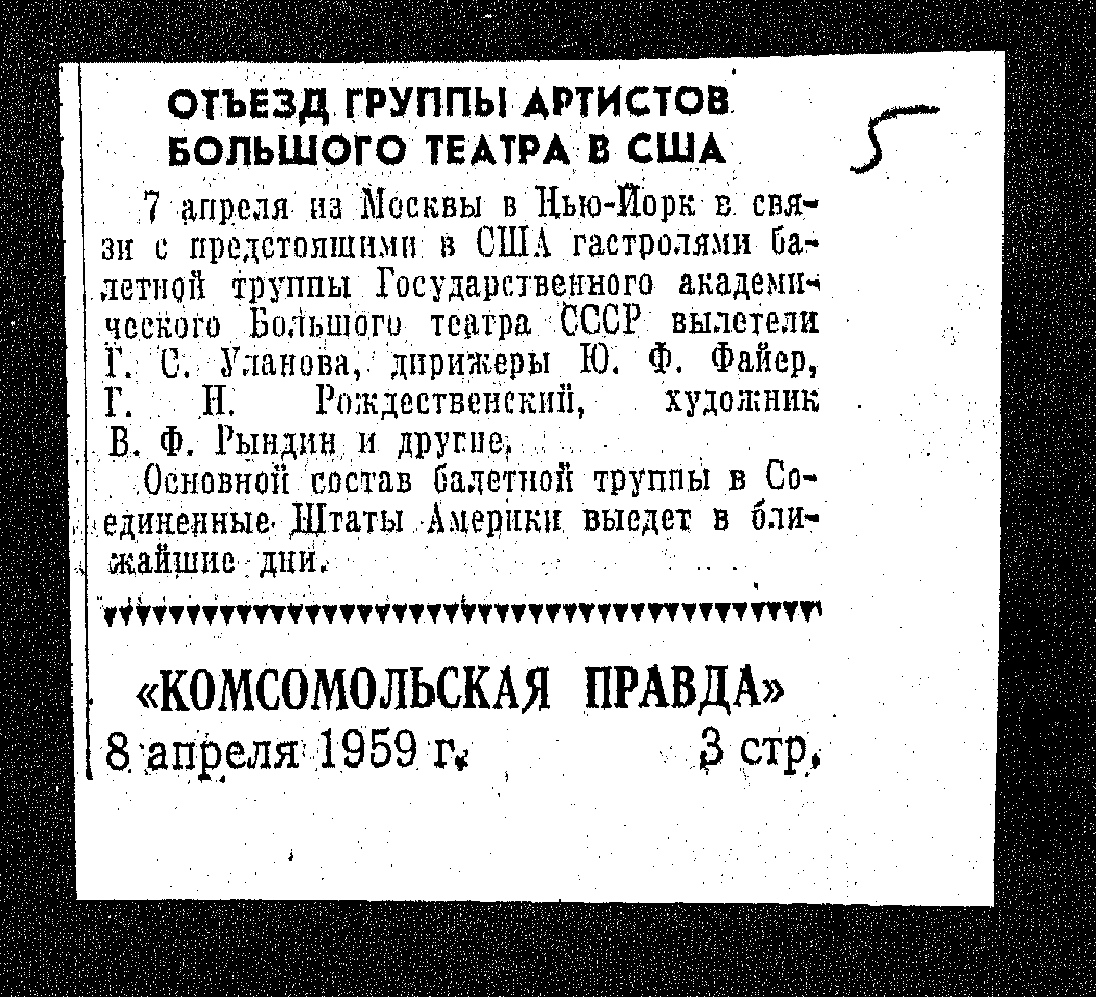 ОТЪЕЗД ГРУППЫ АРТИСТОВ
БОЛЬШОГО ТЕАТРА В США
5
7 апреля из Москвы в Нью-Йорк в свя-
зи с предстоящими в США гастролями ба-
летной труппы Государственного академи-
ческого Большого театра СССР вылетели
Г. С. Уланова, дирижеры Ю. Ф. Файер,
Г. Н. Рождественский, художник
В. Ф. Рындин и другие.
Основной состав балетной труппы в Со-
единенные Штаты Америки выедет в бли-
жайшие дни.
«КОМСОМОЛЬСКАЯ ПРАВДА»
8 апреля 1959 г. 3 стр.